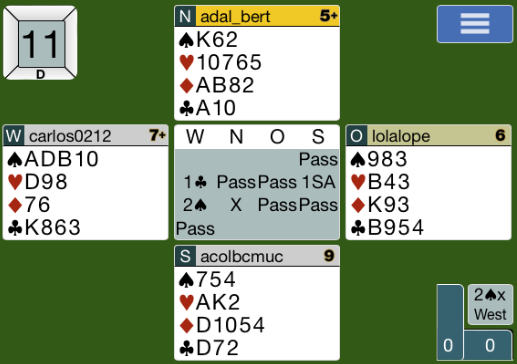 11
D
N adal_bert 5+
♠K62
♥10765
♦AB82
♣A10
W carlos0212 7+
♠ADB10
♥D98
♦76
♣K863
W N O S
Pass
1♣ Pass Pass 1SA
2♠ X Pass Pass
Pass
O lolalope 6
♠983
♥B43
♦K93
♣B954
S acolbcmuc 9
♠754
♥AK2
♦D1054
♣D72
2♠x
West
0 0